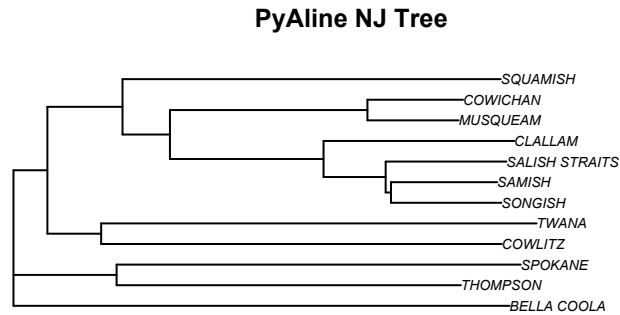 PyAline NJ Tree
SQUAMISH
COWICHAN
MUSQUEAM
CLALLAM
SALISH STRAITS
SAMISH
SONGISH
TWANA
COWLITZ
SPOKANE
THOMPSON
BELLA COOLA